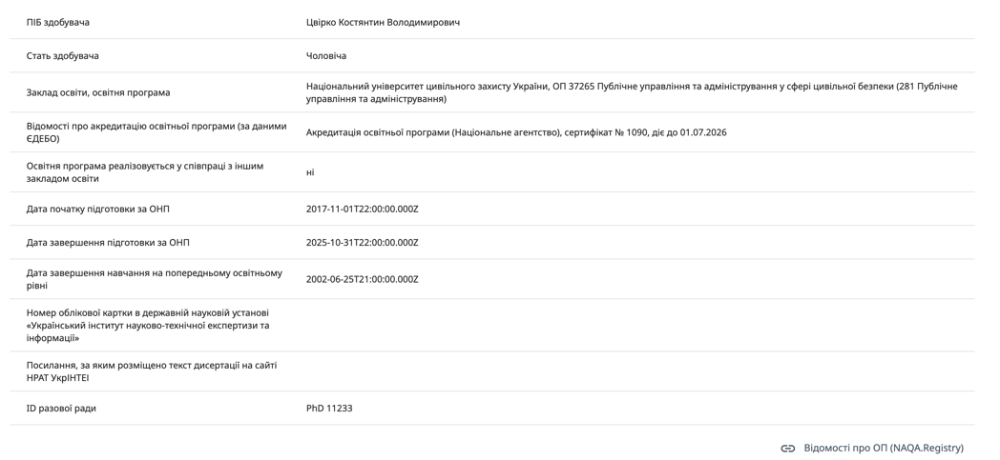 ПІБ здобувача
Цвірко Костянтин Володимирович
Стать здобувача
Чоловіча
Заклад освіти, освітня програма
Національний університет цивільного захисту України, ОП 37265 Публічне управління та адміністрування у сфері цивільної безпеки (281 Публічне
управління та адміністрування)
Відомості про акредитацію освітньої програми (за даними
ЄДЕБО)
Акредитація освітньої програми (Національне агентство), сертифікат № 1090, діє до 01.07.2026
Освітня програма реалізовується у співпраці з іншим
закладом освіти
ні
Дата початку підготовки за ОНП
2017-11-01T22:00:00.000Z
Дата завершення підготовки за ОНП
2025-10-31T22:00:00.000Z
Дата завершення навчання на попередньому освітньому
рівні
2002-06-25T21:00:00.000Z
Номер облікової картки в державній науковій установі
«Український інститут науково-технічної експертизи та
інформації»
Посилання, за яким розміщено текст дисертації на сайті
НРАТ УкрІНТЕІ
ID разової ради
PhD 11233
Відомості про ОП (NAQA.Registry)